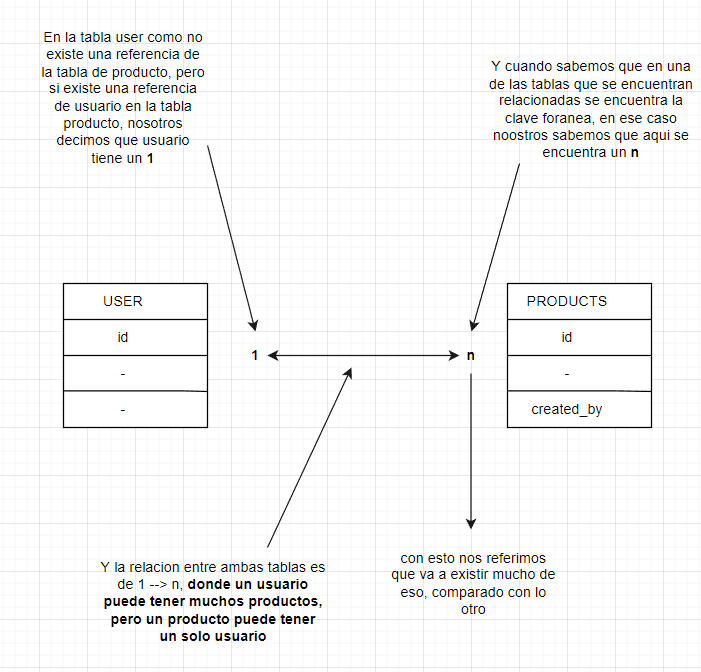 En la tabla user como no
existe una referencia de
la tabla de producto, pero
si existe una referencia
de usuario en la tabla
producto, nosotros
decimos que usuario
tiene un 1
Y cuando sabemos que en una
de las tablas que se encuentran
relacionadas se encuentra la
clave foranea, en ese caso
noostros sabemos que aqui se
encuentra un n
USER
id
-
-
1
n
PRODUCTS
id
-
created_by
Y la relacion entre ambas tablas es
de 1 --> n, donde un usuario
puede tener muchos productos,
pero un producto puede tener
un solo usuario
con esto nos referimos
que va a existir mucho de
eso, comparado con lo
otro